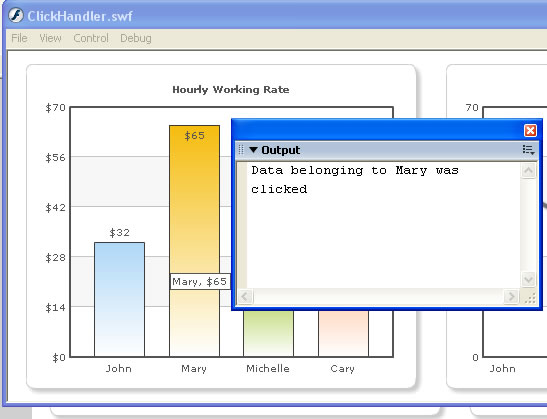 ClickHandler.swf
File View Control Debug
Hourly Working Rate
$70
$56
$42
$28
$14
$0
$32
$65
Mary, $65
John
Mary
Michelle
Cary
Output
Data belonging to Mary was
clicked
70
0
John